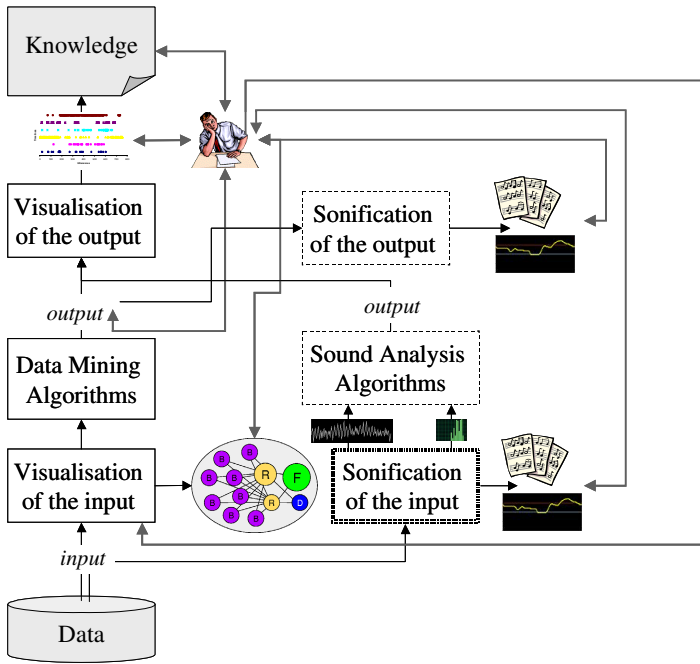 Knowledge
Visualisation
of the output
Sonification
of the output
output
output
Data Mining
Algorithms
Sound Analysis
Algorithms
Visualisation
of the input
B
B
B
B
R
F
B
B
R
D
B
B
Sonification
of the input
input
Data